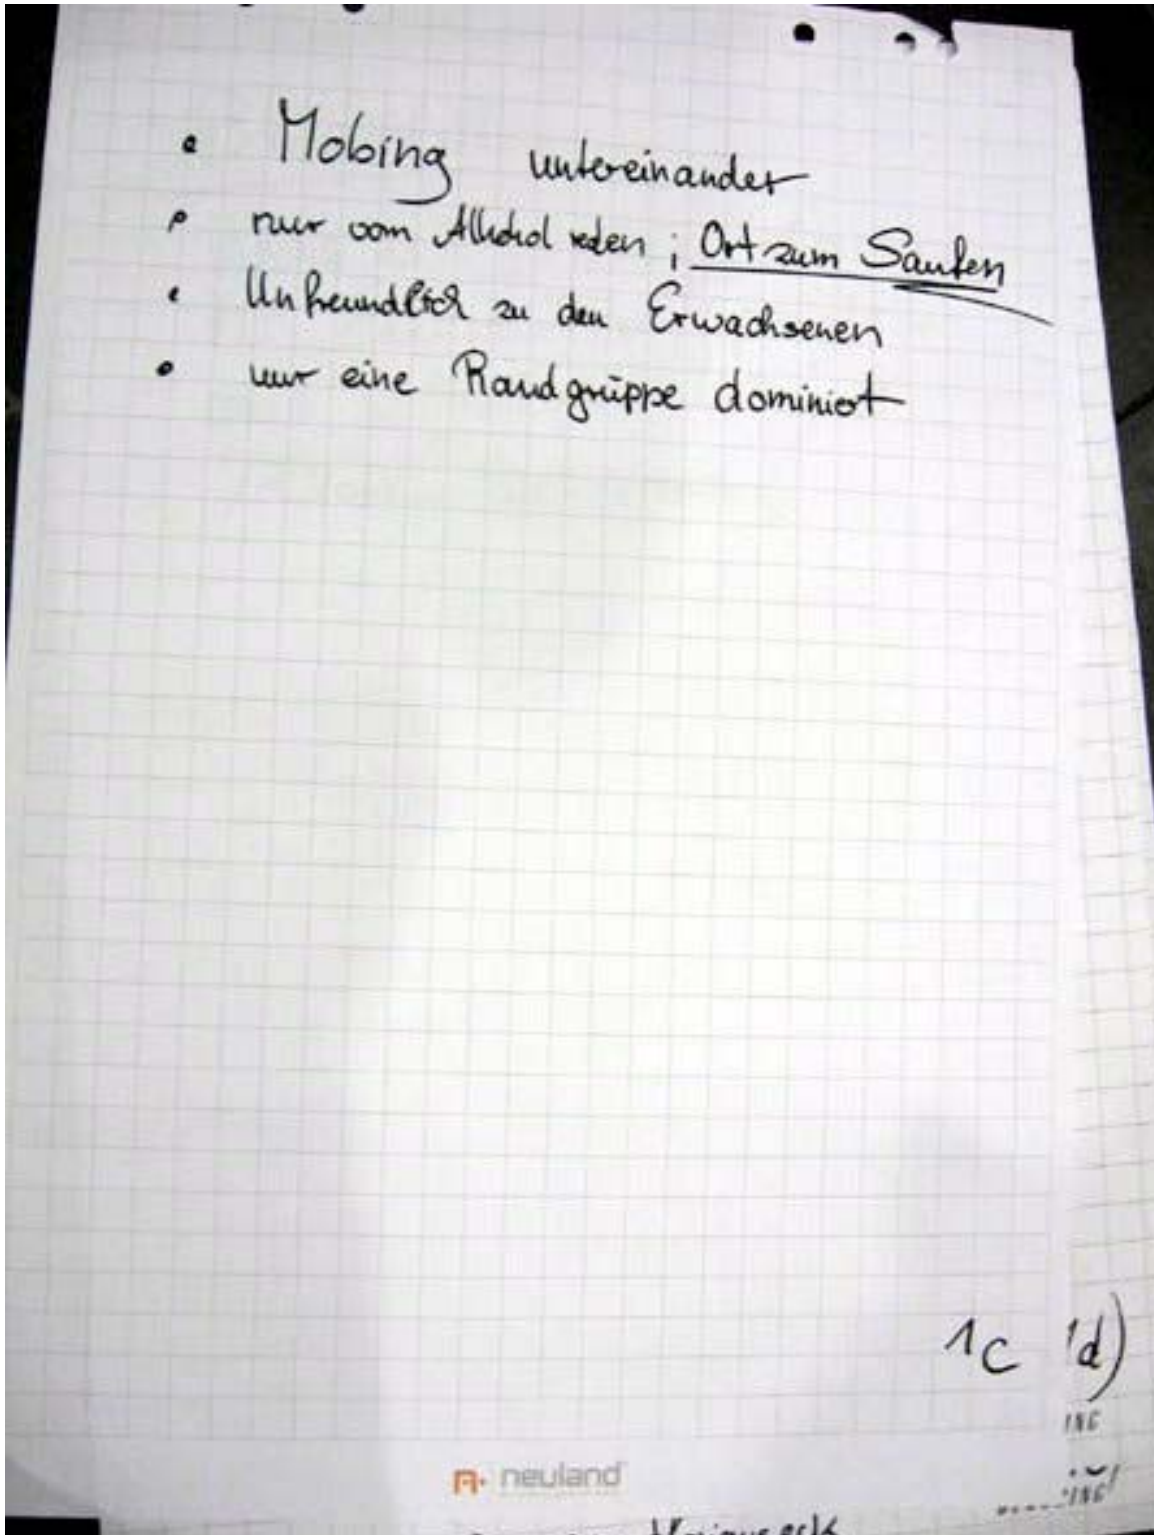 • Mobing untereinander
• nur vom Alkohol reden ; Ort zum Saufen
• Unfreundlich zu den Erwachsenen
• nur eine Randgruppe dominiert
1c 1d)
ING
neuland